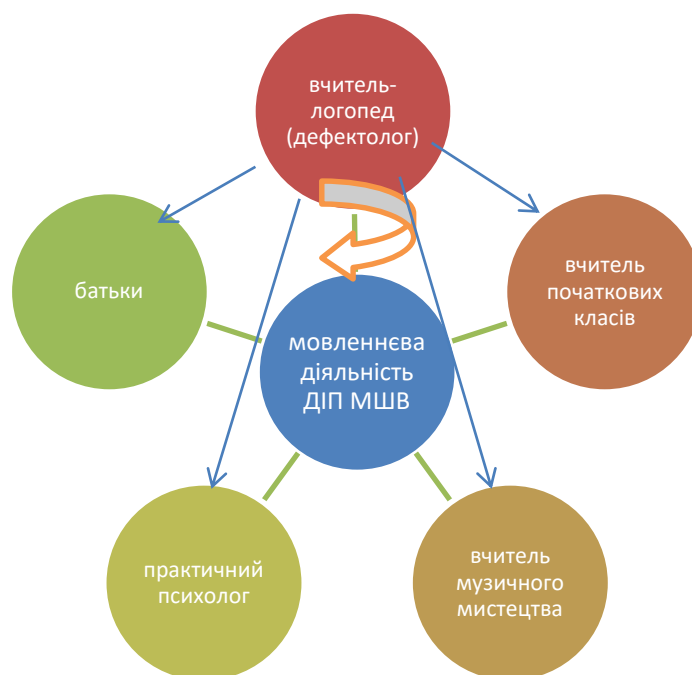 вчитель-
логопед
(дефектолог)
батьки
вчитель
початкових
класів
мовленнєва
діяльність
ДІП МШВ
практичний
психолог
вчитель
музичного
мистецтва